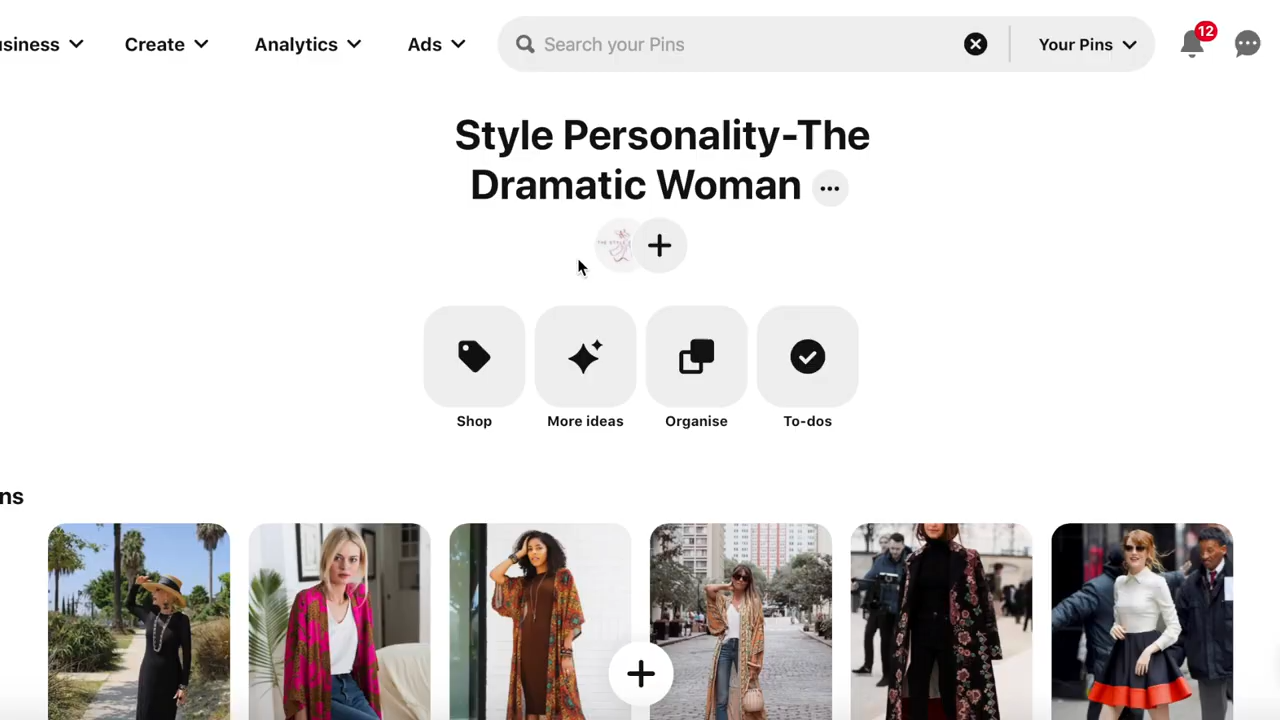 usiness
Create
Analytics
Ads
Search your Pins
Your Pins
12
Style Personality-The
Dramatic Woman
Shop
More ideas
Organise
To-dos
ns